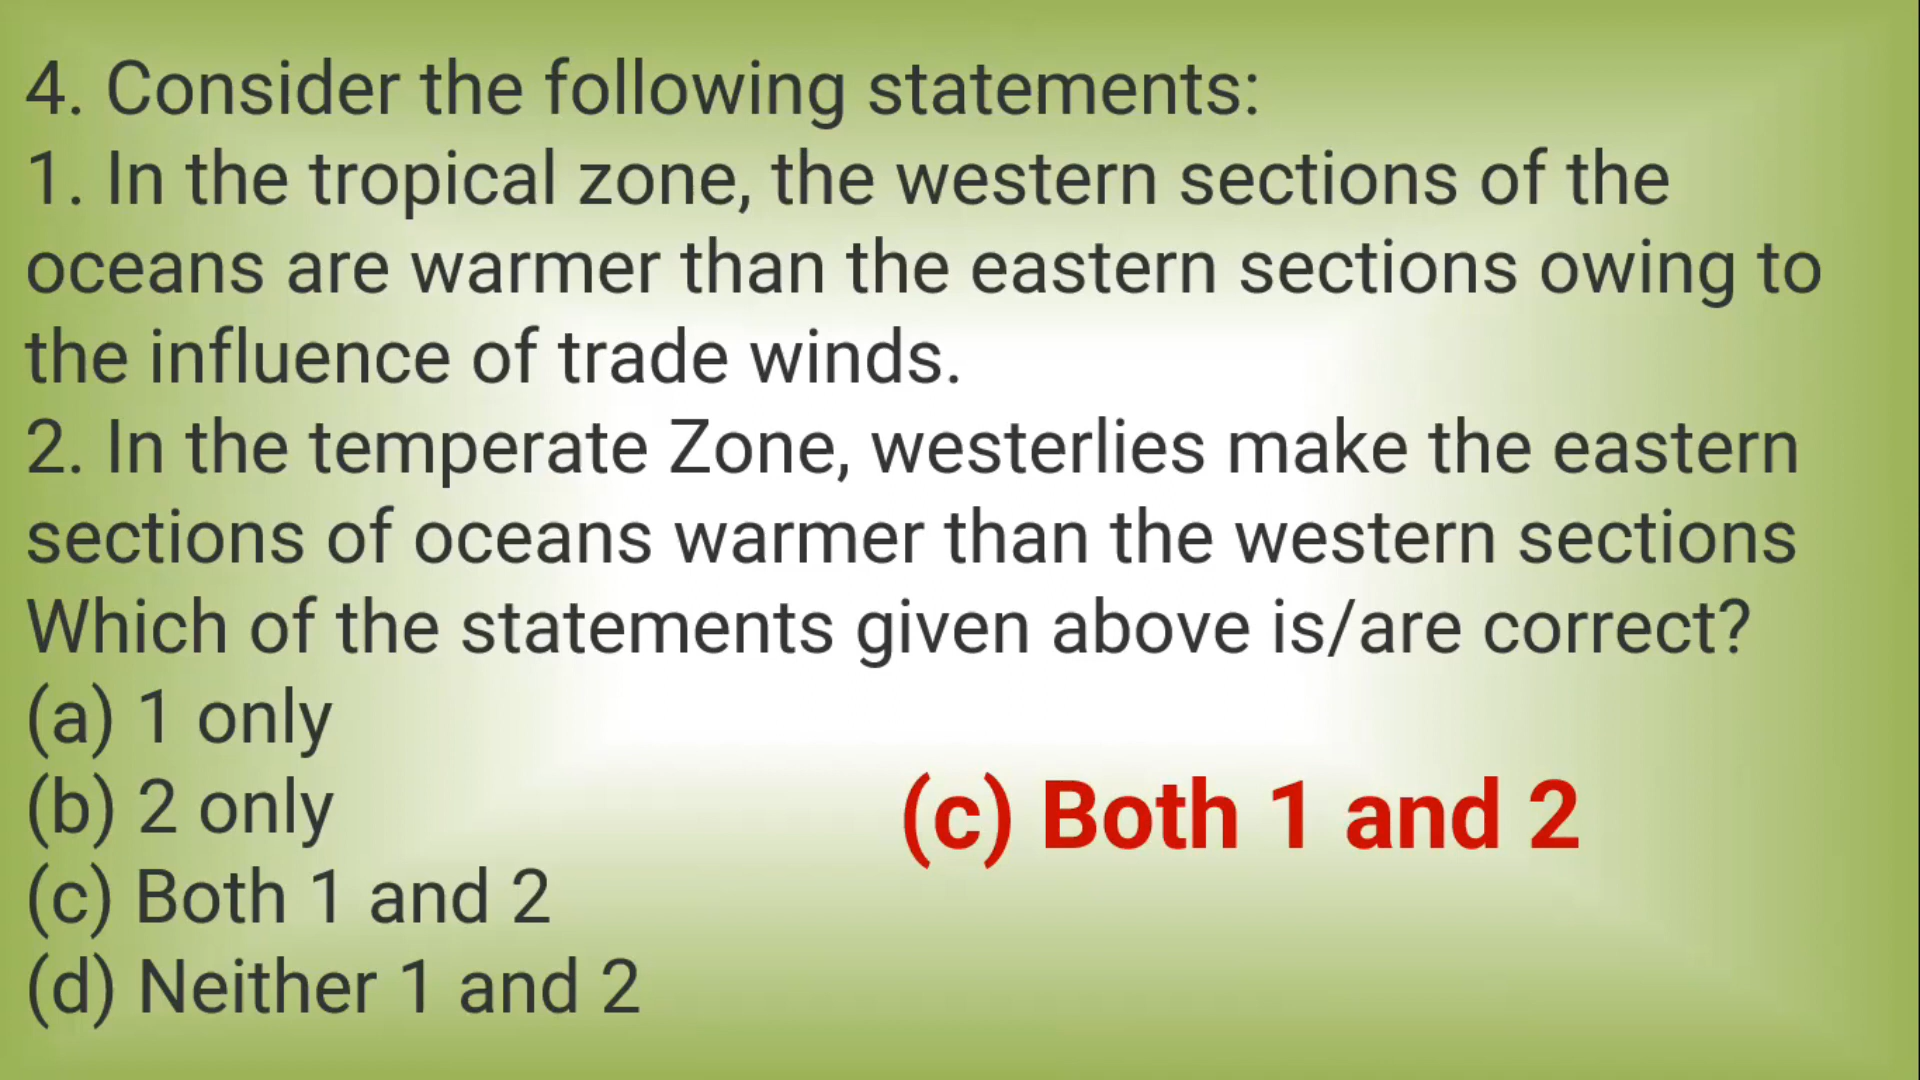 4. Consider the following statements:
1. In the tropical zone, the western sections of the
oceans are warmer than the eastern sections owing to
the influence of trade winds.
2. In the temperate Zone, westerlies make the eastern
sections of oceans warmer than the western sections
Which of the statements given above is/are correct?
(a) 1 only
(b) 2 only
(c) Both 1 and 2
(d) Neither 1 and 2
(c) Both 1 and 2